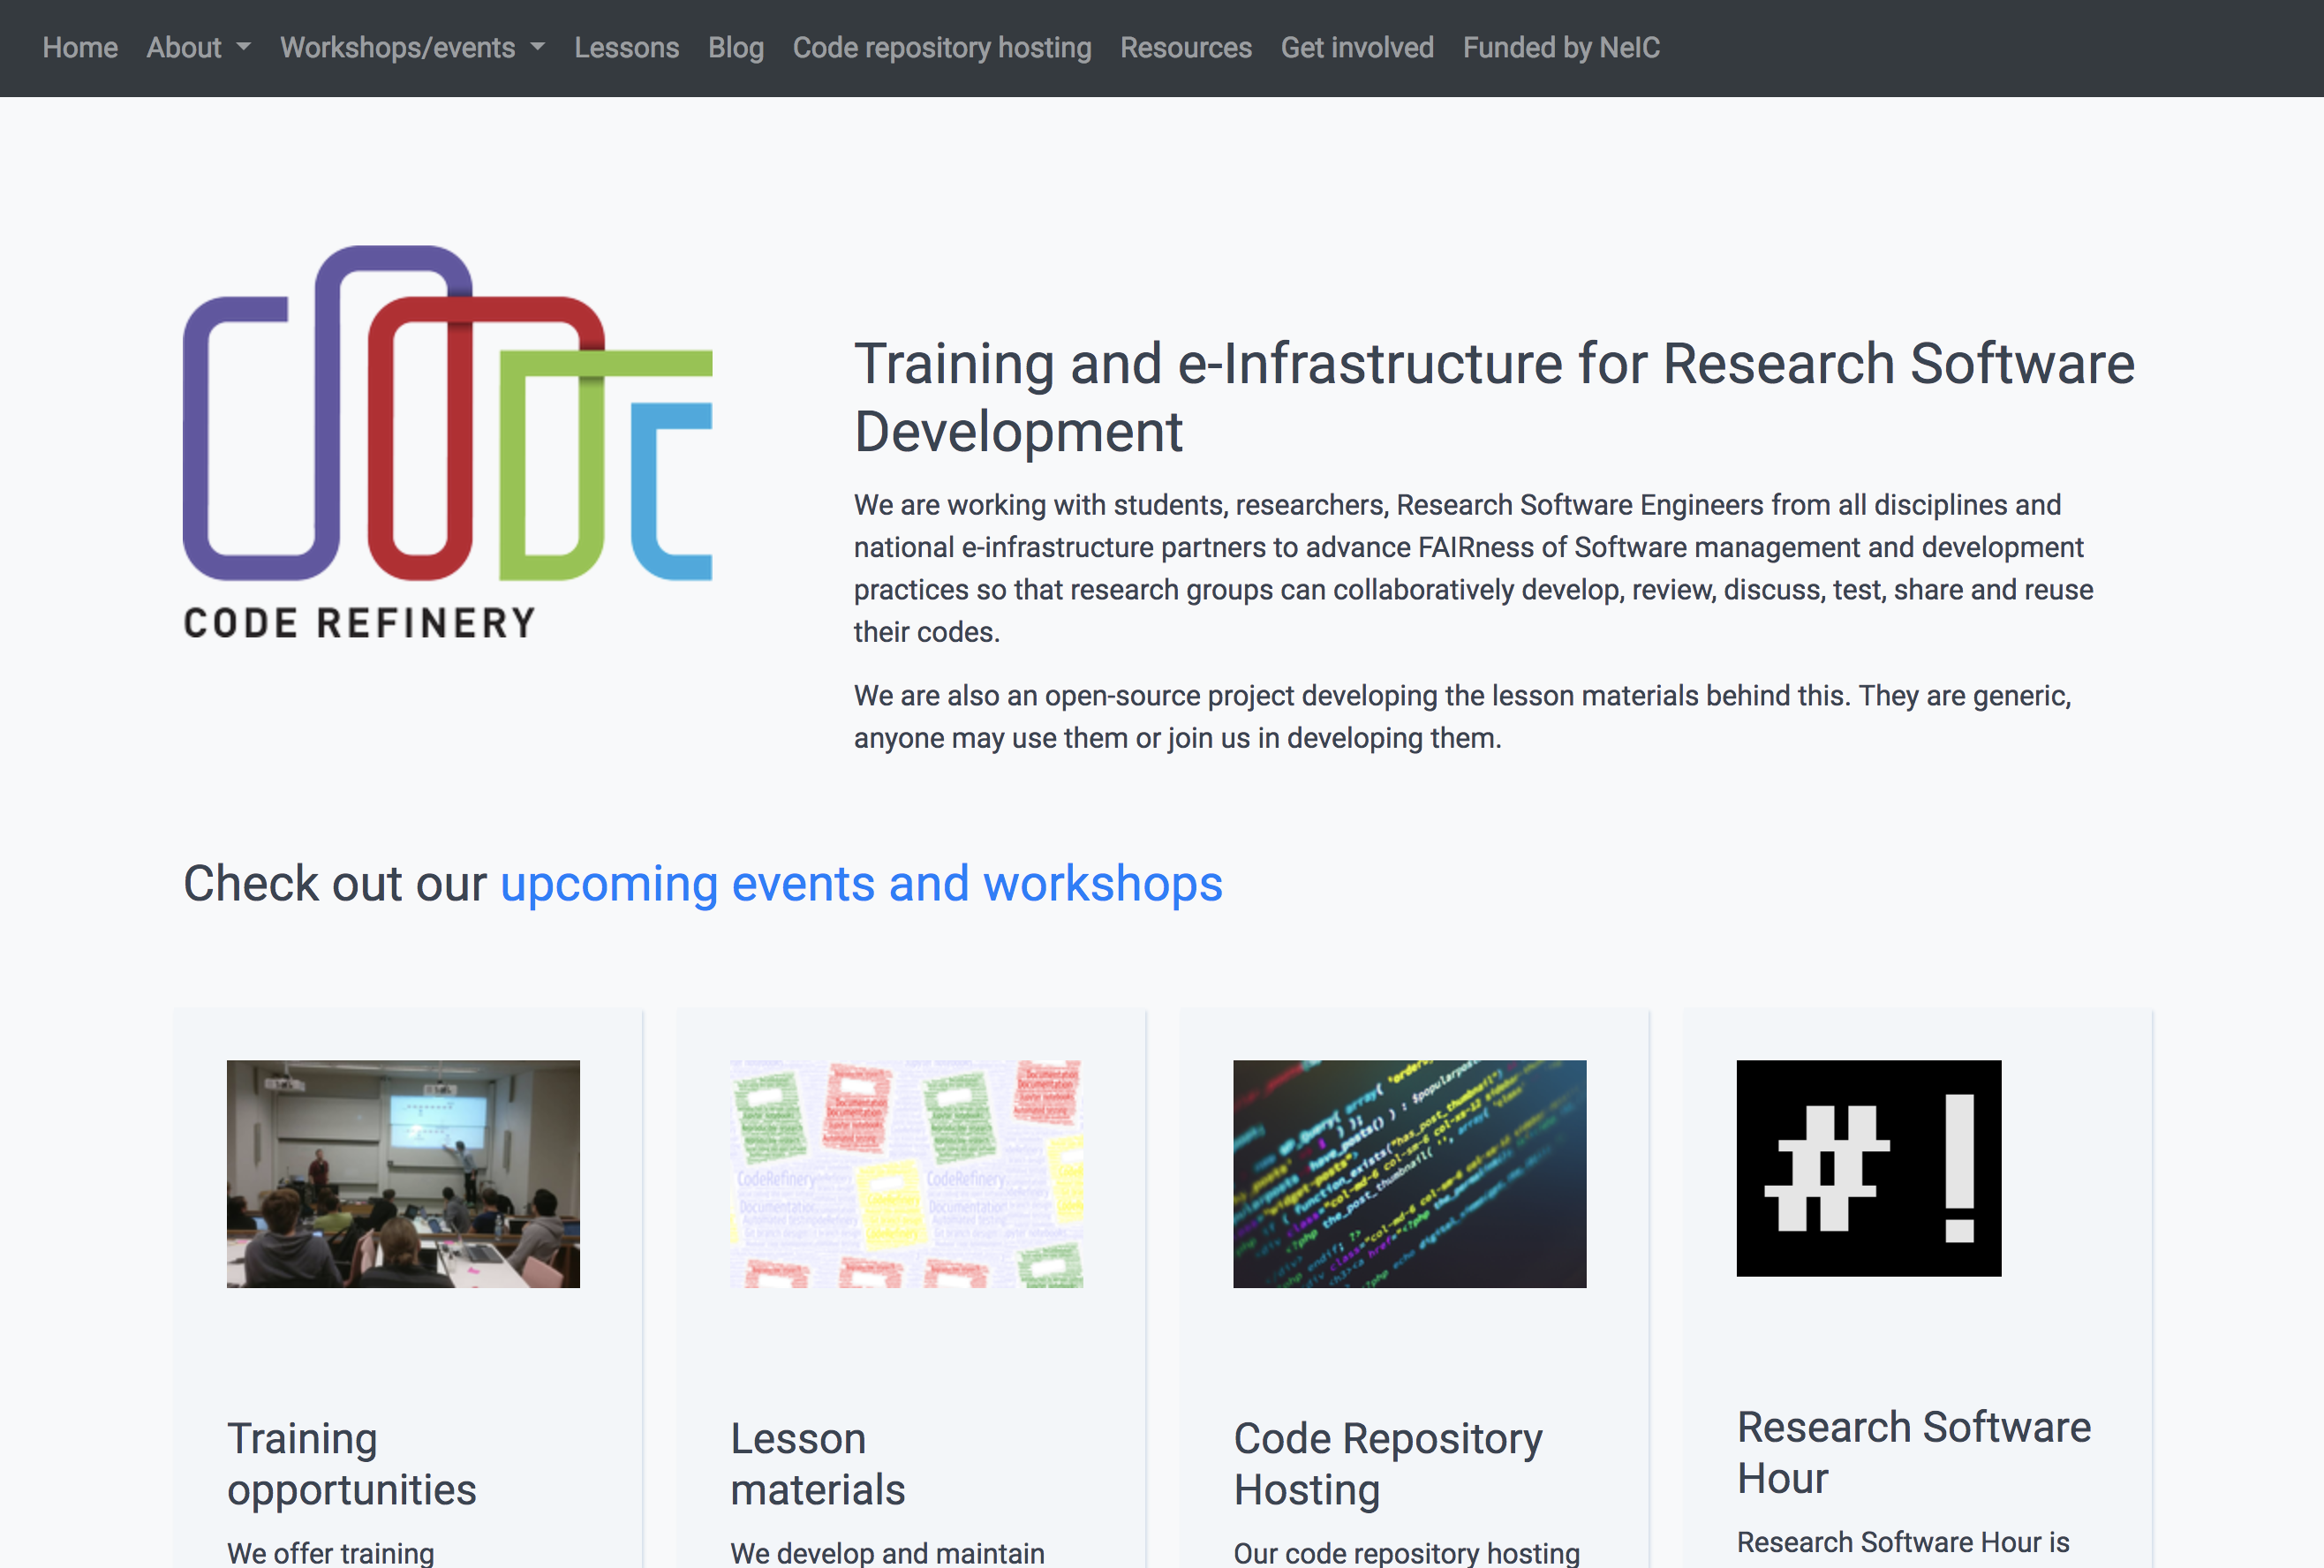 Home About Workshops/events Lessons Blog Code repository hosting Resources Get involved Funded by NeIC
CODE REFINERY
Training and e-Infrastructure for Research Software
Development
We are working with students, researchers, Research Software Engineers from all disciplines and
national e-infrastructure partners to advance FAIRness of Software management and development
practices so that research groups can collaboratively develop, review, discuss, test, share and reuse
their codes.
We are also an open-source project developing the lesson materials behind this. They are generic,
anyone may use them or join us in developing them.
Check out our upcoming events and workshops
CodeRefinery
CodeRefinery
Documentation
Documentation
#!
Training
opportunities
We offer training
Lesson
materials
We develop and maintain
Code Repository
Hosting
Our code repository hosting
Research Software
Hour
Research Software Hour is